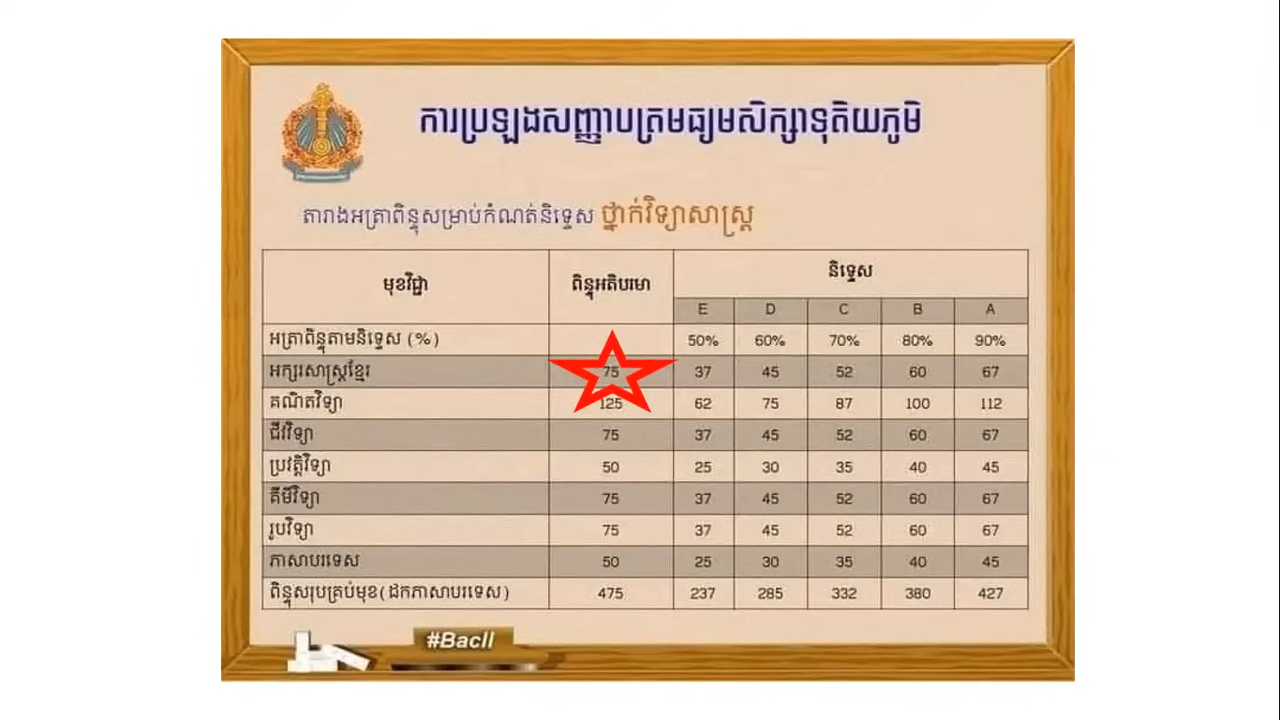 ការប្រឡងសញ្ញាបត្រមធ្យមសិក្សាទុតិយភូមិ
តារាងអត្រាពិន្ទុសម្រាប់កំណត់និទ្ទេស ថ្នាក់វិទ្យាសាស្ត្រ
មុខវិជ្ជា ពិន្ទុអតិបរមា និទ្ទេស
E D C B A
អត្រាពិន្ទុតាមនិទ្ទេស (%) 50% 60% 70% 80% 90%
អក្សរសាស្ត្រខ្មែរ 75 37 45 52 60 67
គណិតវិទ្យា 125 62 75 87 100 112
ជីវវិទ្យា 75 37 45 52 60 67
ប្រវត្តិវិទ្យា 50 25 30 35 40 45
គីមីវិទ្យា 75 37 45 52 60 67
រូបវិទ្យា 75 37 45 52 60 67
ភាសាបរទេស 50 25 30 35 40 45
ពិន្ទុសរុបគ្រប់មុខ(ដកភាសាបរទេស) 475 237 285 332 380 427
#BacII